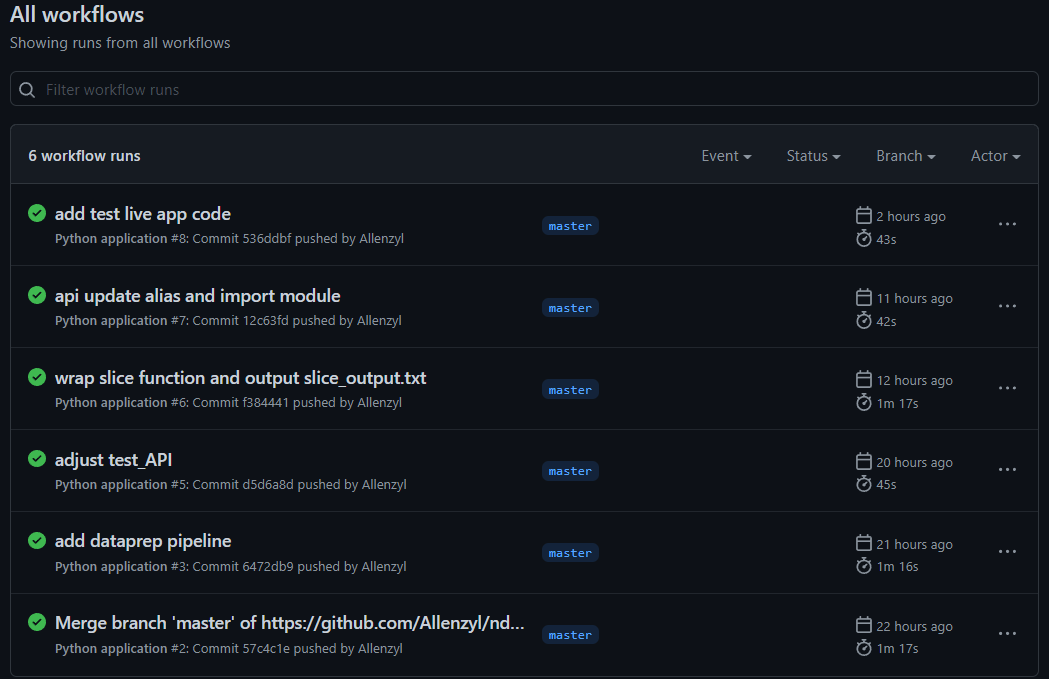 All workflows
Showing runs from all workflows
Filter workflow runs
6 workflow runs Event Status Branch Actor
add test live app code
Python application #8: Commit 536ddbf pushed by Allenzyl
master
2 hours ago
43s
api update alias and import module
Python application #7: Commit 12c63fd pushed by Allenzyl
master
11 hours ago
42s
wrap slice function and output slice_output.txt
Python application #6: Commit f384441 pushed by Allenzyl
master
12 hours ago
1m 17s
adjust test_API
Python application #5: Commit d5d6a8d pushed by Allenzyl
master
20 hours ago
45s
add dataprep pipeline
Python application #3: Commit 6472db9 pushed by Allenzyl
master
21 hours ago
1m 16s
Merge branch 'master' of https://github.com/Allenzyl/nd...
Python application #2: Commit 57c4c1e pushed by Allenzyl
master
22 hours ago
1m 17s